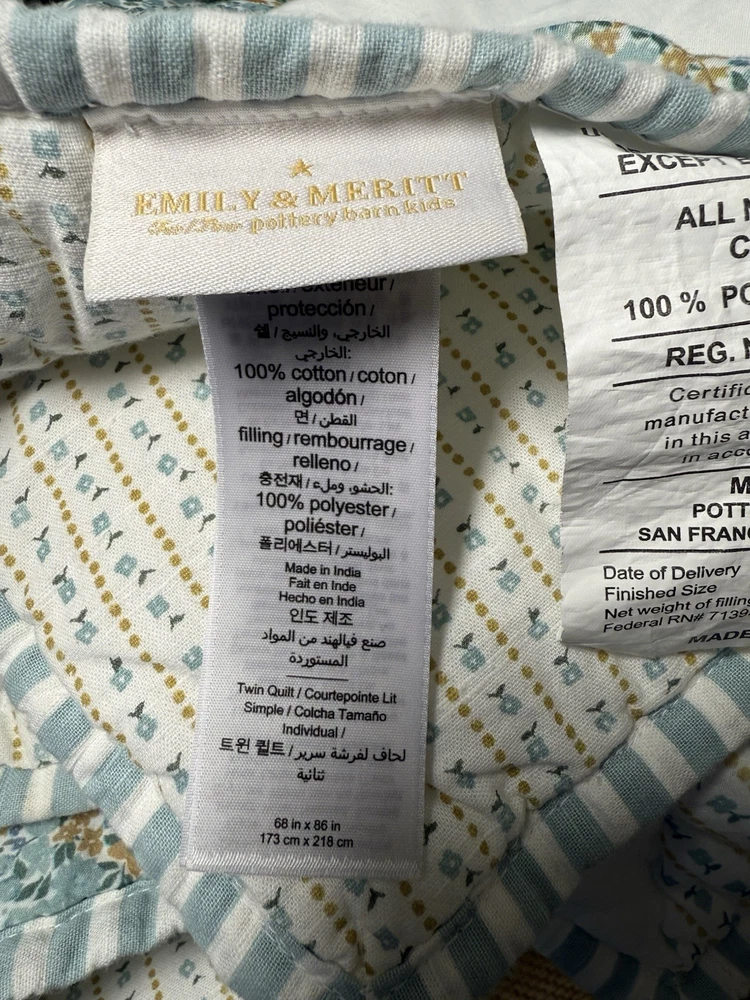 EMILY & MERITT
pottery barn kids
extérieur /
protección /
الخارجي، والنسيج / 쉘
الخارجي:
100% cotton / coton /
algodón /
القطن / 면
filling / rembourrage /
relleno /
الحشو، وملء / 충전재:
100% polyester /
poliéster /
البوليستر / 폴리에스터
Made in India
Fait en Inde
Hecho en India
인도 제조
صنع فيالهند من المواد
المستوردة
Twin Quilt / Courtepointe Lit
Simple / Colcha Tamaño
Individual /
لحاف لفرشة سرير / 트윈 퀼트
ثنائية
68 in x 86 in
173 cm x 218 cm
EXCEPT
ALL
100 % PO
REG. N
Certific
manufact
in this a
in acco
M
POTT
SAN FRANC
Date of Delivery
Finished Size
Net weight of filling
Federal RN# 7139
MADE